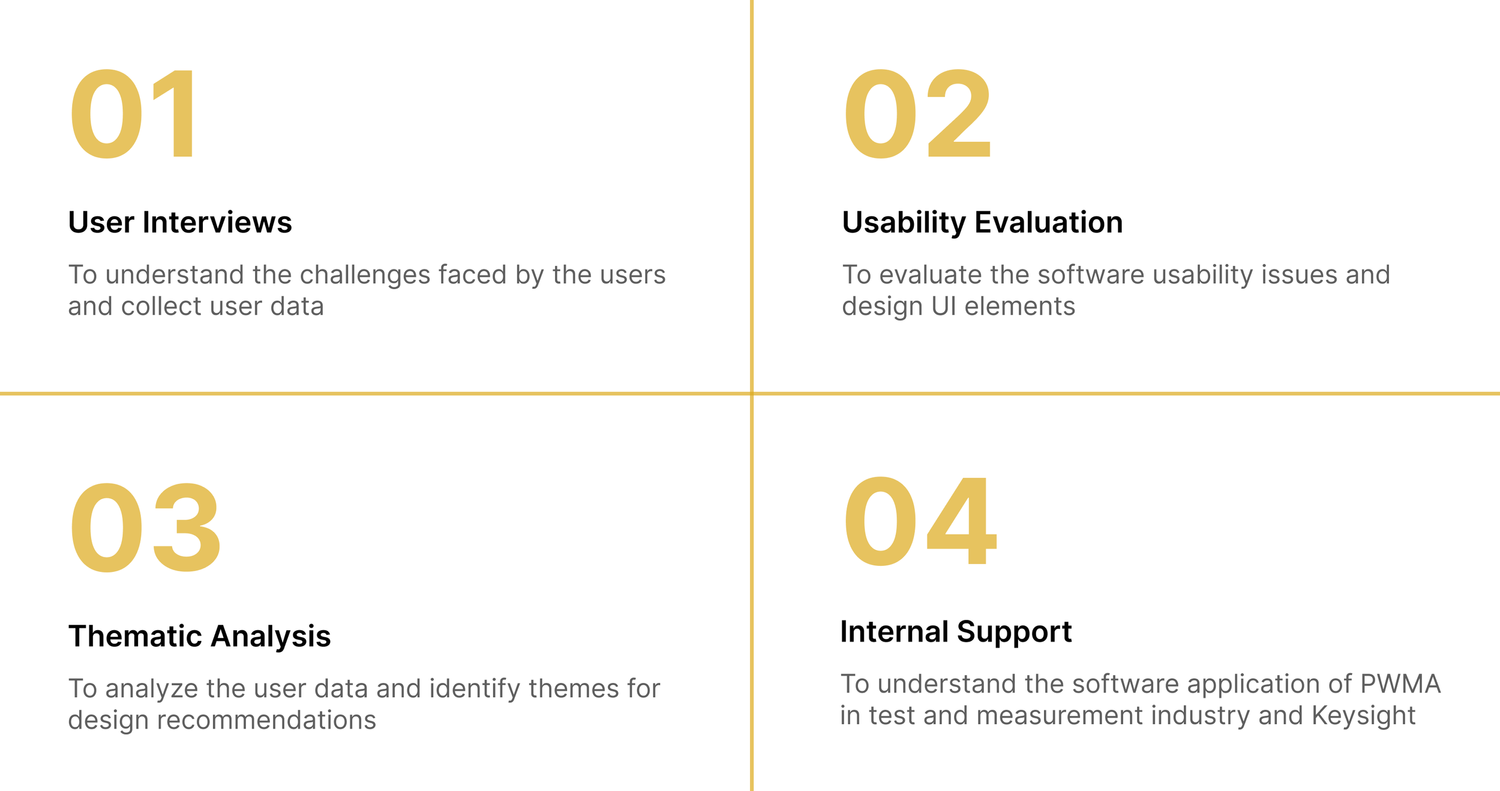 01
User Interviews
To understand the challenges faced by the users
and collect user data
02
Usability Evaluation
To evaluate the software usability issues and
design UI elements
03
Thematic Analysis
To analyze the user data and identify themes for
design recommendations
04
Internal Support
To understand the software application of PWMA
in test and measurement industry and Keysight